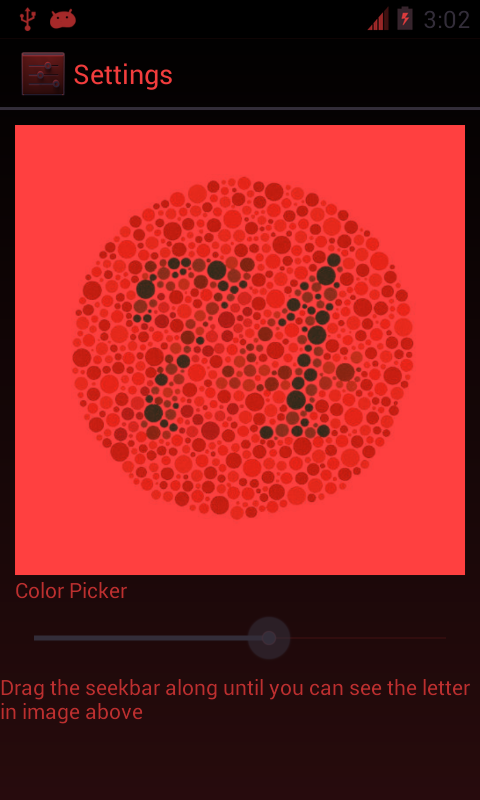 3:02
Settings
Color Picker
Drag the seekbar along until you can see the letter
in image above